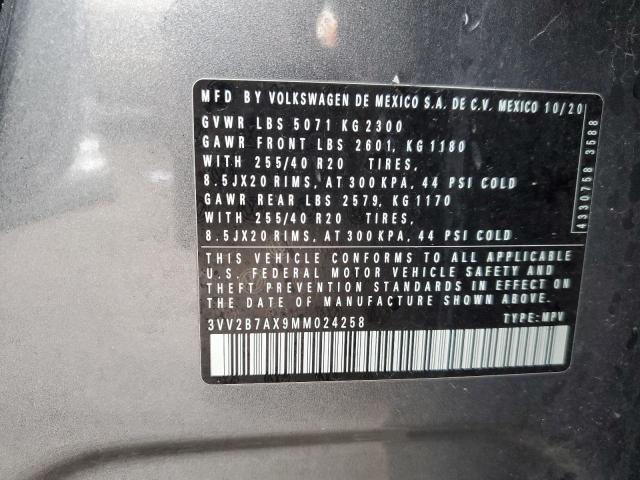 MFD BY VOLKSWAGEN DE MEXICO S.A. DE C.V. MEXICO 10/20
GVWR LBS 5071 KG 2300
GAWR FRONT LBS 2601, KG 1180
WITH 255/40 R20 TIRES,
8.5JX20 RIMS, AT 300 KPA, 44 PSI COLD
GAWR REAR LBS 2579, KG 1170
WITH 255/40 R20 TIRES,
8.5JX20 RIMS, AT 300 KPA, 44 PSI COLD
THIS VEHICLE CONFORMS TO ALL APPLICABLE
U.S. FEDERAL MOTOR VEHICLE SAFETY AND
THEFT PREVENTION STANDARDS IN EFFECT ON
THE DATE OF MANUFACTURE SHOWN ABOVE.
3VV2B7AX9MM024258 TYPE: MPV
4330758 3588